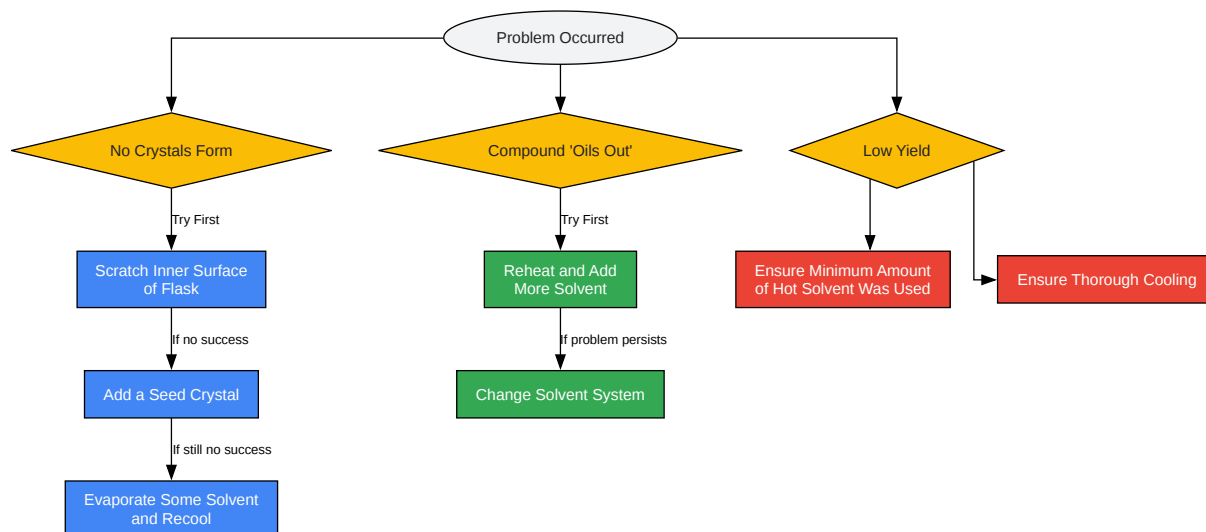 Problem Occurred
No Crystals Form
Compound 'Oils Out'
Low Yield
Try First
Try First
Scratch Inner Surface
of Flask
Reheat and Add
More Solvent
Ensure Minimum Amount
of Hot Solvent Was Used
Ensure Thorough Cooling
If no success
If problem persists
Add a Seed Crystal
Change Solvent System
If still no success
Evaporate Some Solvent
and Recool